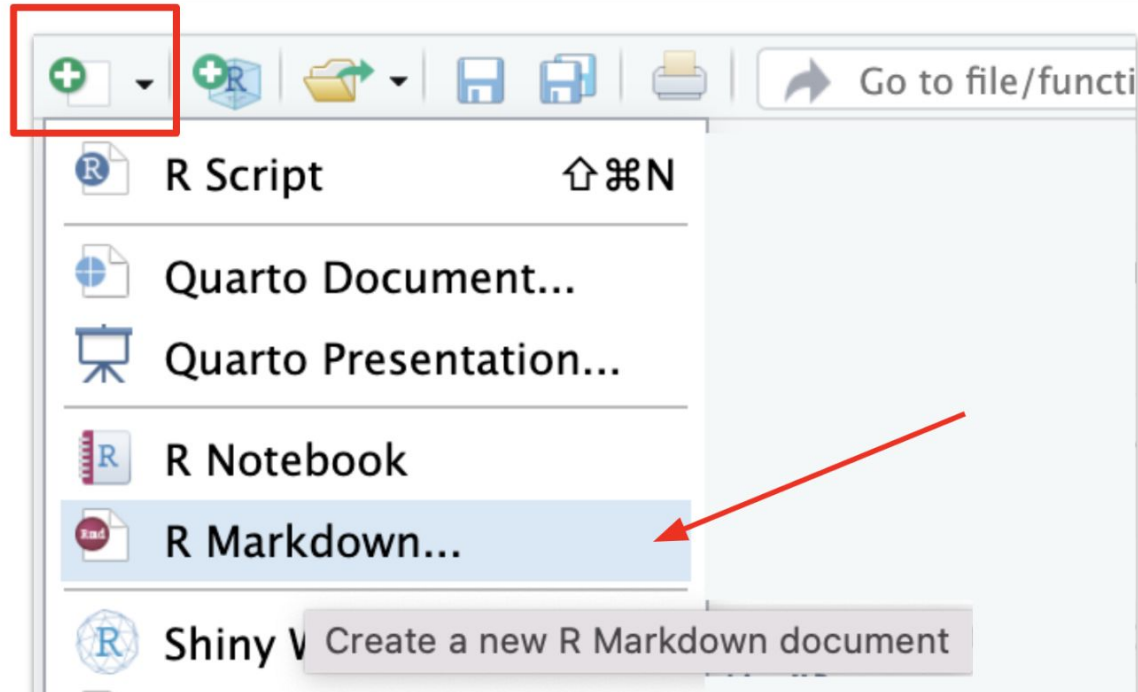 Go to file/functi
R Script ⇧⌘N
Quarto Document...
Quarto Presentation...
R Notebook
R Markdown...
Shiny
Create a new R Markdown document